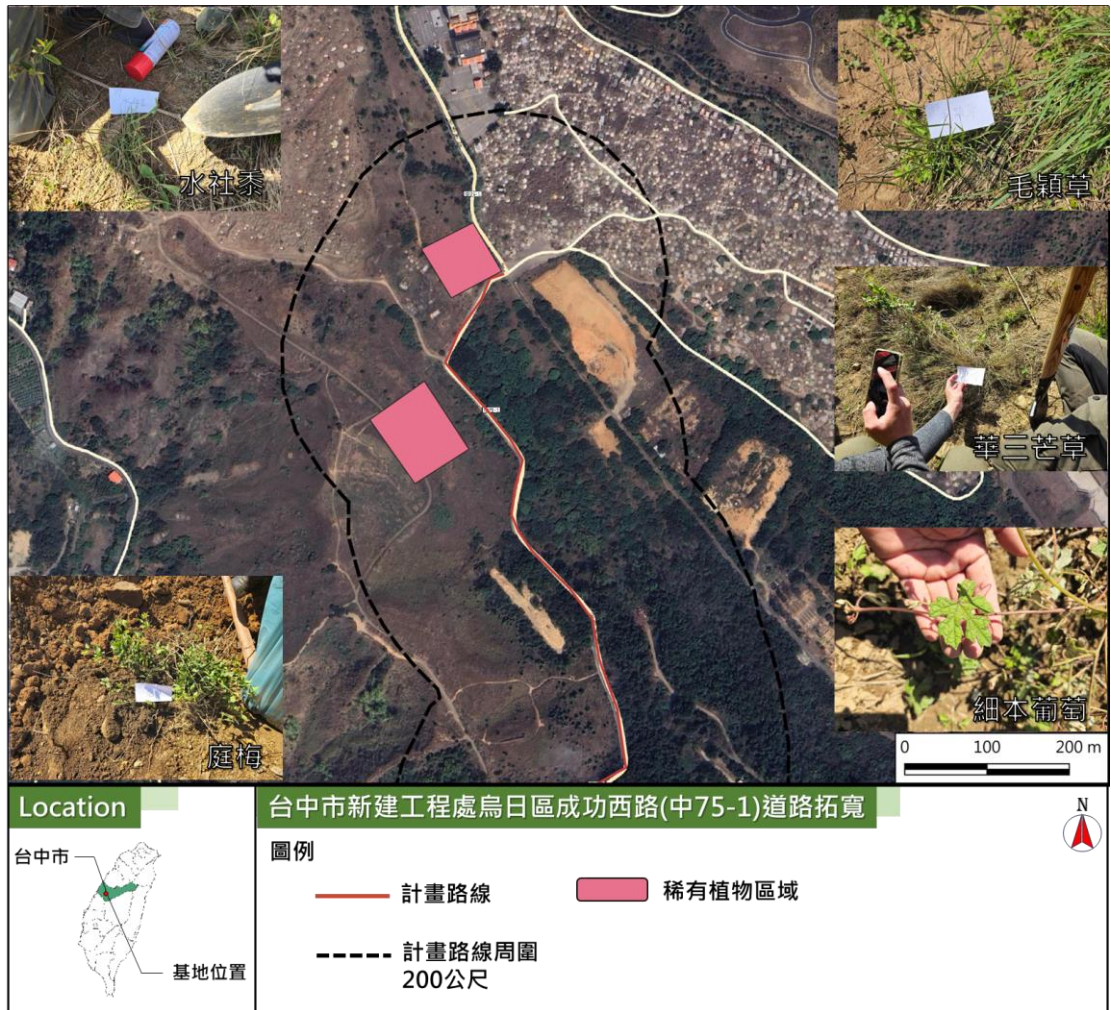 水社黍
毛穎草
華三芒草
細本葡萄
庭梅
0 100 200 m
Location
台中市新建工程處烏日區成功西路(中75-1)道路拓寬
N
台中市
基地位置
圖例
計畫路線
稀有植物區域
計畫路線周圍
200公尺